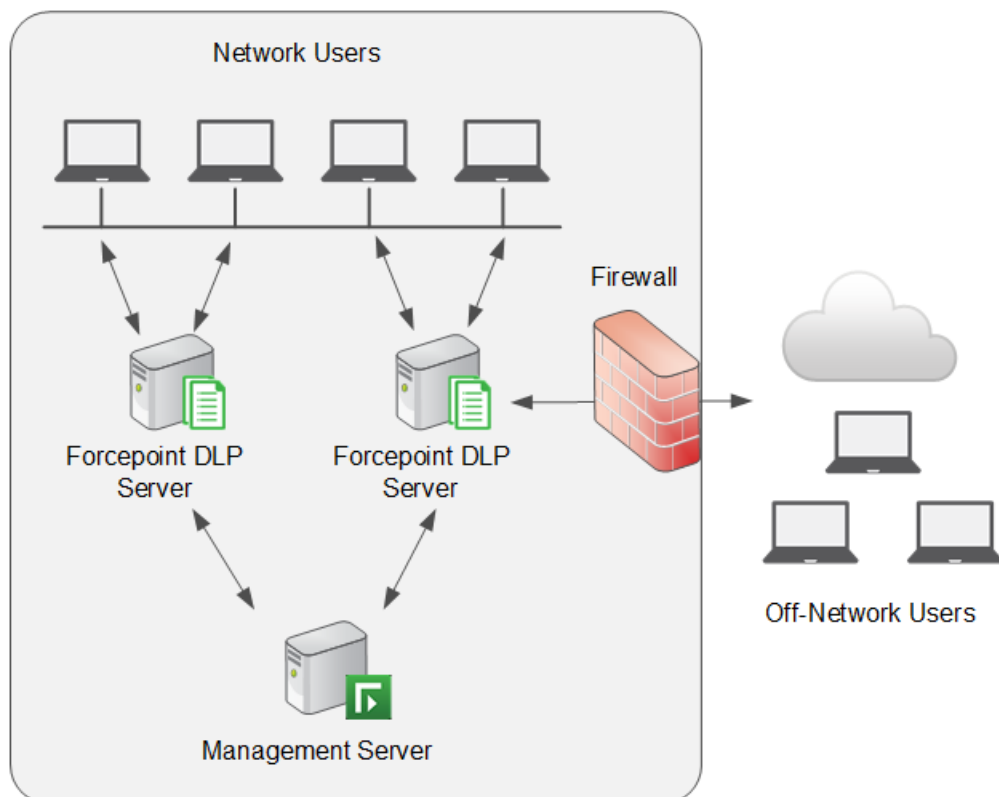 Network Users
Firewall
Forcepoint DLP
Server
Forcepoint DLP
Server
Off-Network Users
Management Server